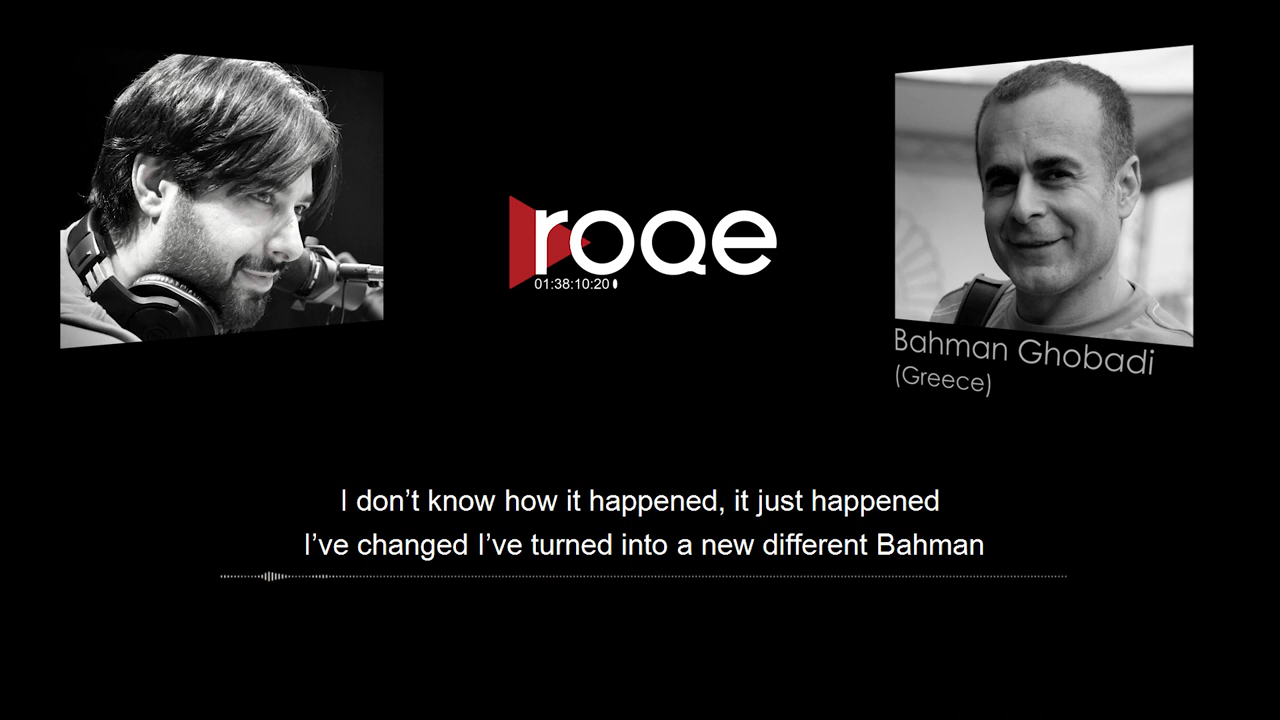 roqe
01:38:10:20
Bahman Ghobadi
(Greece)
I don’t know how it happened, it just happened
I’ve changed I’ve turned into a new different Bahman